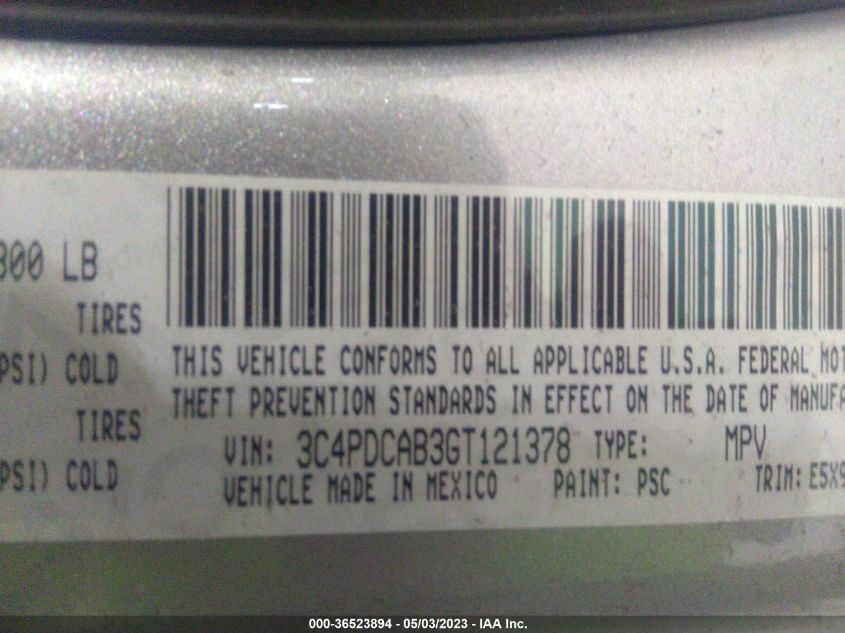 800 LB
TIRES
PSI) COLD
TIRES
PSI) COLD
THIS VEHICLE CONFORMS TO ALL APPLICABLE U.S.A. FEDERAL MOT
THEFT PREVENTION STANDARDS IN EFFECT ON THE DATE OF MANUFA
VIN: 3C4PDCAB3GT121378 TYPE: MPV
VEHICLE MADE IN MEXICO PAINT: PSC TRIM: E5X9
000-36523894 - 05/03/2023 - IAA Inc.